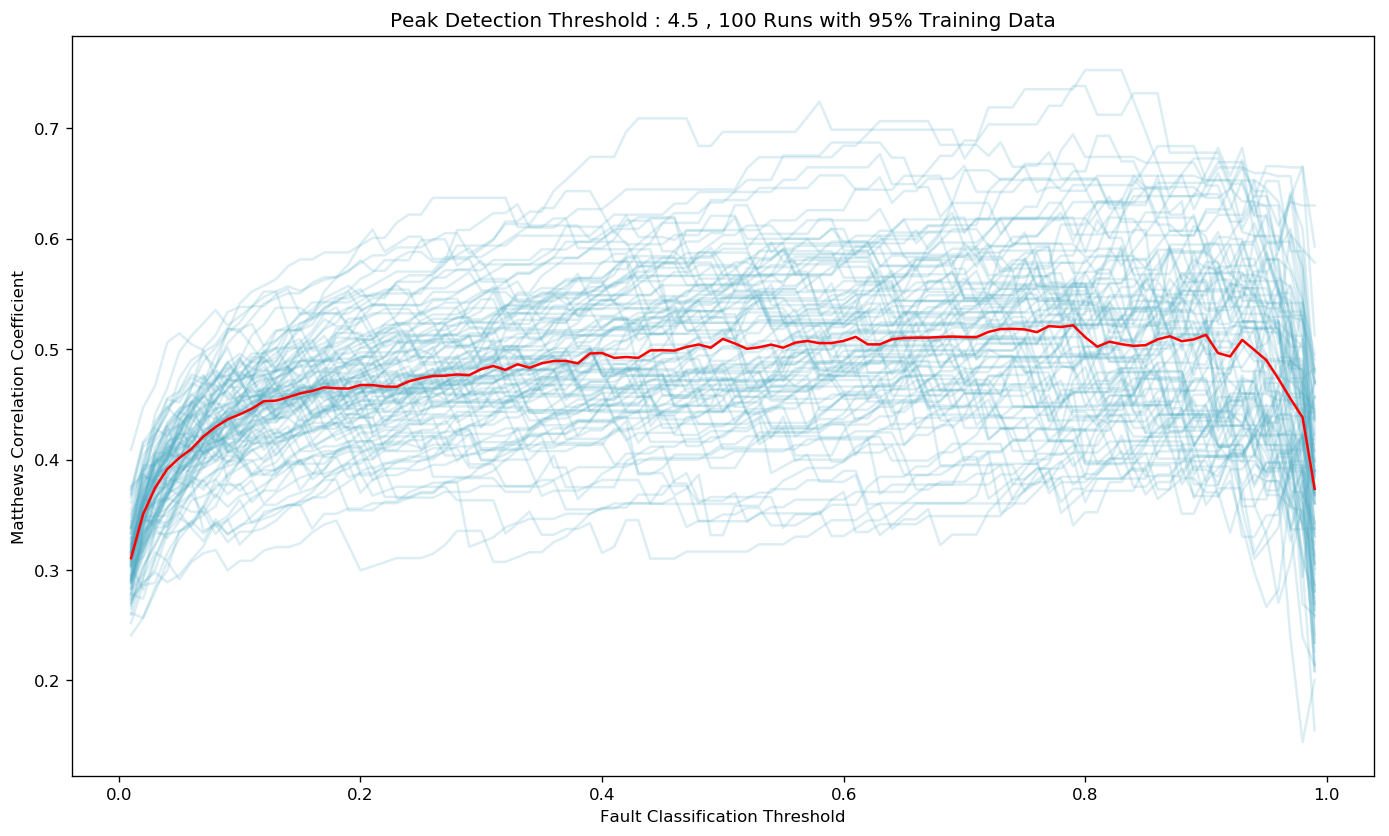 Peak Detection Threshold : 4.5 , 100 Runs with 95% Training Data
Matthews Correlation Coefficient
0.7
0.6
0.5
0.4
0.3
0.2
0.0 0.2 0.4 0.6 0.8 1.0
Fault Classification Threshold